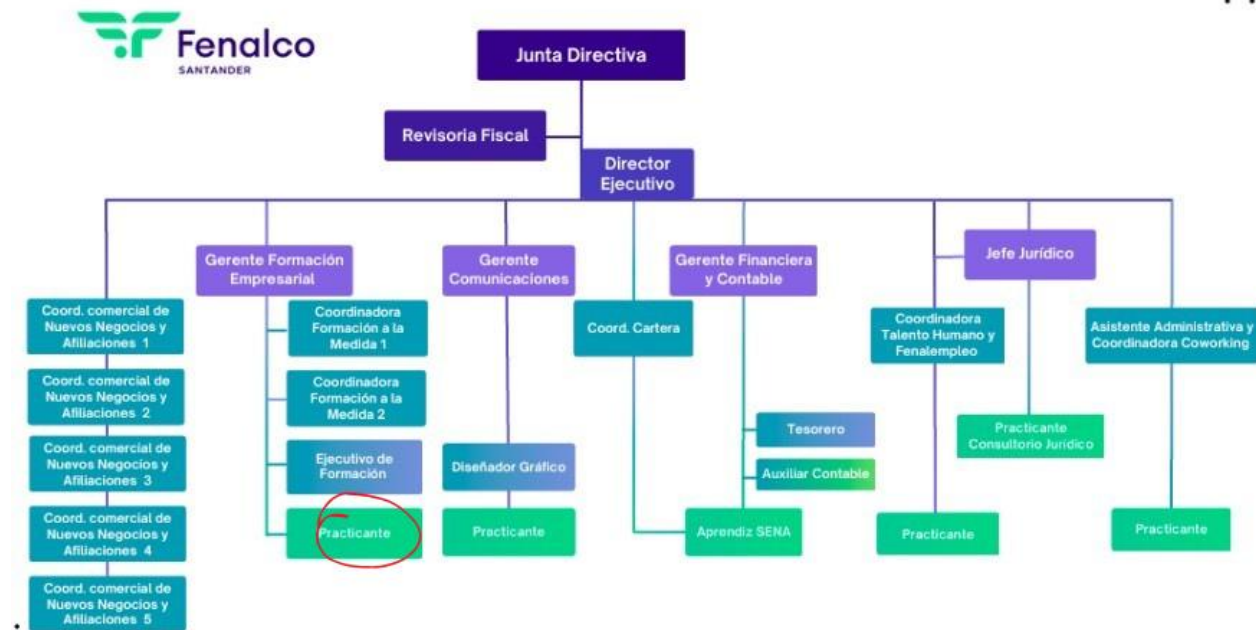 Fenalco
SANTANDER
Junta Directiva
Revisoria Fiscal
Director
Ejecutivo
Gerente Formación
Empresarial
Gerente
Comunicaciones
Gerente Financiera
y Contable
Jefe Jurídico
Coord. comercial de
Nuevos Negocios y
Afiliaciones 1
Coordinadora
Formación a la
Medida 1
Coord. Cartera
Coordinadora
Talento Humano y
Fenalempleo
Asistente Administrativa y
Coordinadora Coworking
Coord. comercial de
Nuevos Negocios y
Afiliaciones 2
Coordinadora
Formación a la
Medida 2
Tesorero
Practicante
Consultorio Jurídico
Coord. comercial de
Nuevos Negocios y
Afiliaciones 3
Ejecutivo de
Formación
Diseñador Gráfico
Auxiliar Contable
Coord. comercial de
Nuevos Negocios y
Afiliaciones 4
Practicante
Practicante
Aprendiz SENA
Practicante
Practicante
Coord. comercial de
Nuevos Negocios y
Afiliaciones 5